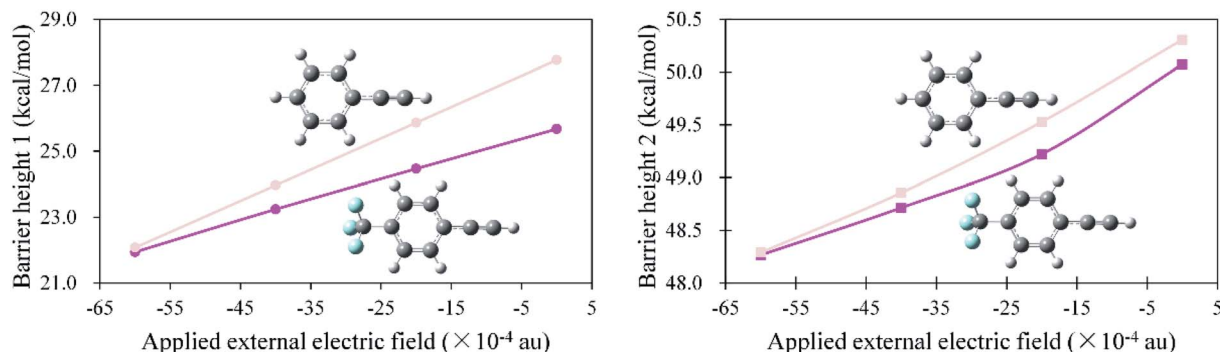 Barrier height 1 (kcal/mol)
29.0
27.0
25.0
23.0
21.0
-65 -55 -45 -35 -25 -15 -5 5
Applied external electric field (×10-4 au)
Barrier height 2 (kcal/mol)
50.5
50.0
49.5
49.0
48.5
48.0
-65 -55 -45 -35 -25 -15 -5 5
Applied external electric field (×10-4 au)